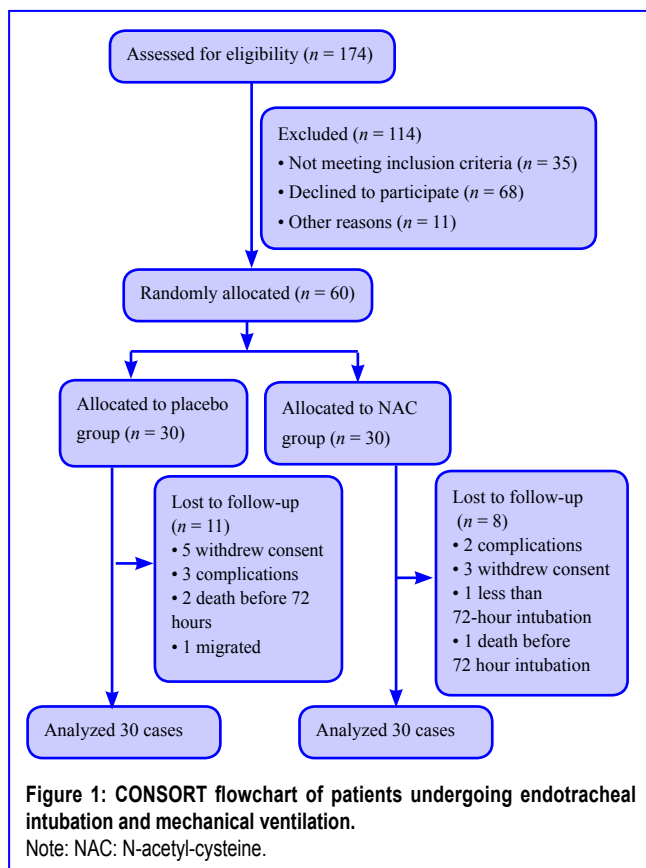 Assessed for eligibility (n = 174)
Excluded (n = 114)
• Not meeting inclusion criteria (n = 35)
• Declined to participate (n = 68)
• Other reasons (n = 11)
Randomly allocated (n = 60)
Allocated to placebo
group (n = 30)
Allocated to NAC
group (n = 30)
Lost to follow-up
(n = 11)
• 5 withdrew consent
• 3 complications
• 2 death before 72
hours
• 1 migrated
Lost to follow-up
(n = 8)
• 2 complications
• 3 withdrew consent
• 1 less than
72-hour intubation
• 1 death before
72 hour intubation
Analyzed 30 cases
Analyzed 30 cases
Figure 1: CONSORT flowchart of patients undergoing endotracheal
intubation and mechanical ventilation.
Note: NAC: N-acetyl-cysteine.